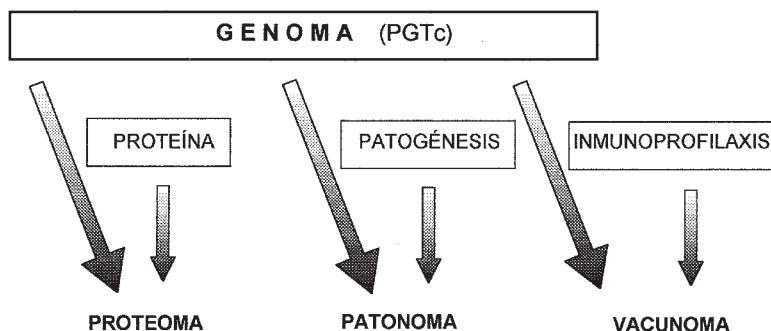 GENOMA (PGTc)
PROTEÍNA PATOGÉNESIS INMUNOPROFILAXIS
PROTEOMA PATONOMA VACUNOMA